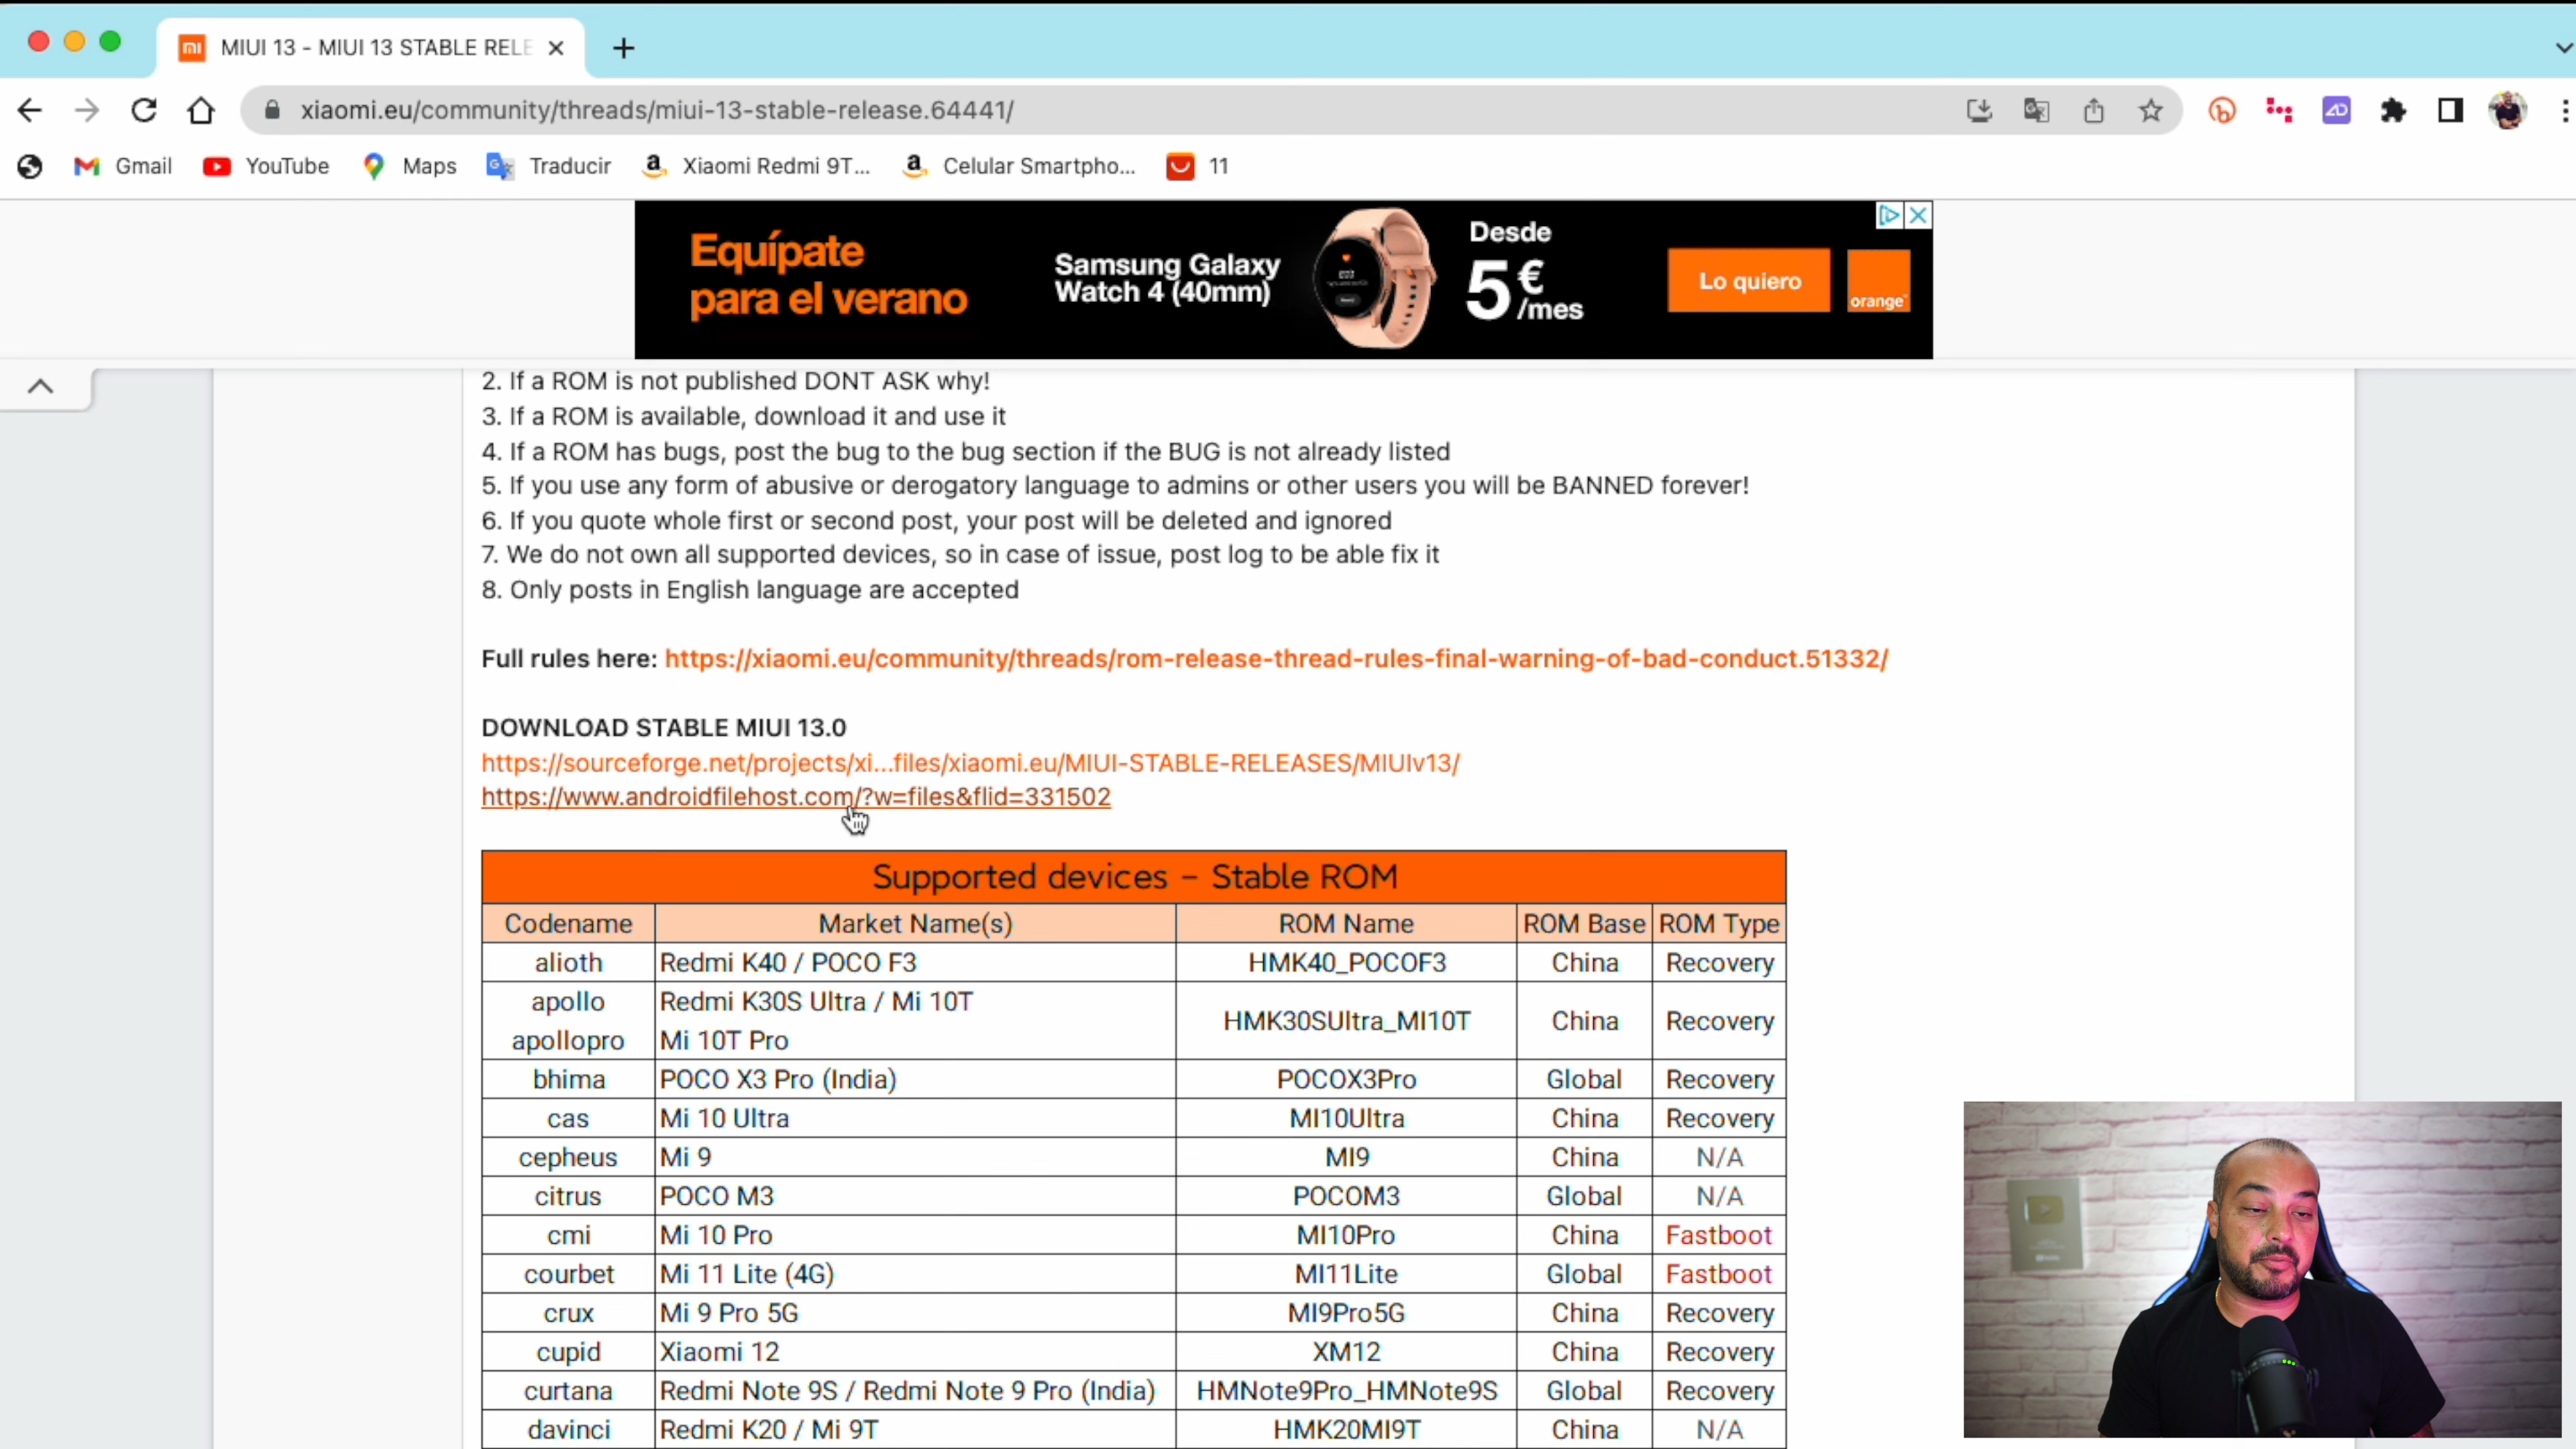 MIUI 13 - MIUI 13 STABLE RELE
xiaomi.eu/community/threads/miui-13-stable-release.64441/
Gmail YouTube Maps Traducir Xiaomi Redmi 9T... Celular Smartpho... 11
Equípate
para el verano
Samsung Galaxy
Watch 4 (40mm)
Desde
5 €
/mes
Lo quiero
orange
2. If a ROM is not published DONT ASK why!
3. If a ROM is available, download it and use it
4. If a ROM has bugs, post the bug to the bug section if the BUG is not already listed
5. If you use any form of abusive or derogatory language to admins or other users you will be BANNED forever!
6. If you quote whole first or second post, your post will be deleted and ignored
7. We do not own all supported devices, so in case of issue, post log to be able fix it
8. Only posts in English language are accepted
Full rules here: https://xiaomi.eu/community/threads/rom-release-thread-rules-final-warning-of-bad-conduct.51332/
DOWNLOAD STABLE MIUI 13.0
https://sourceforge.net/projects/xi...files/xiaomi.eu/MIUI-STABLE-RELEASES/MIUIv13/
https://www.androidfilehost.com/?w=files&flid=331502
Supported devices – Stable ROM
Codename Market Name(s) ROM Name ROM Base ROM Type
alioth Redmi K40 / POCO F3 HMK40_POCOF3 China Recovery
apollo Redmi K30S Ultra / Mi 10T HMK30SUltra_MI10T China Recovery
apollopro Mi 10T Pro
bhima POCO X3 Pro (India) POCOX3Pro Global Recovery
cas Mi 10 Ultra MI10Ultra China Recovery
cepheus Mi 9 MI9 China N/A
citrus POCO M3 POCOM3 Global N/A
cmi Mi 10 Pro MI10Pro China Fastboot
courbet Mi 11 Lite (4G) MI11Lite Global Fastboot
crux Mi 9 Pro 5G MI9Pro5G China Recovery
cupid Xiaomi 12 XM12 China Recovery
curtana Redmi Note 9S / Redmi Note 9 Pro (India) HMNote9Pro_HMNote9S Global Recovery
davinci Redmi K20 / Mi 9T HMK20MI9T China N/A